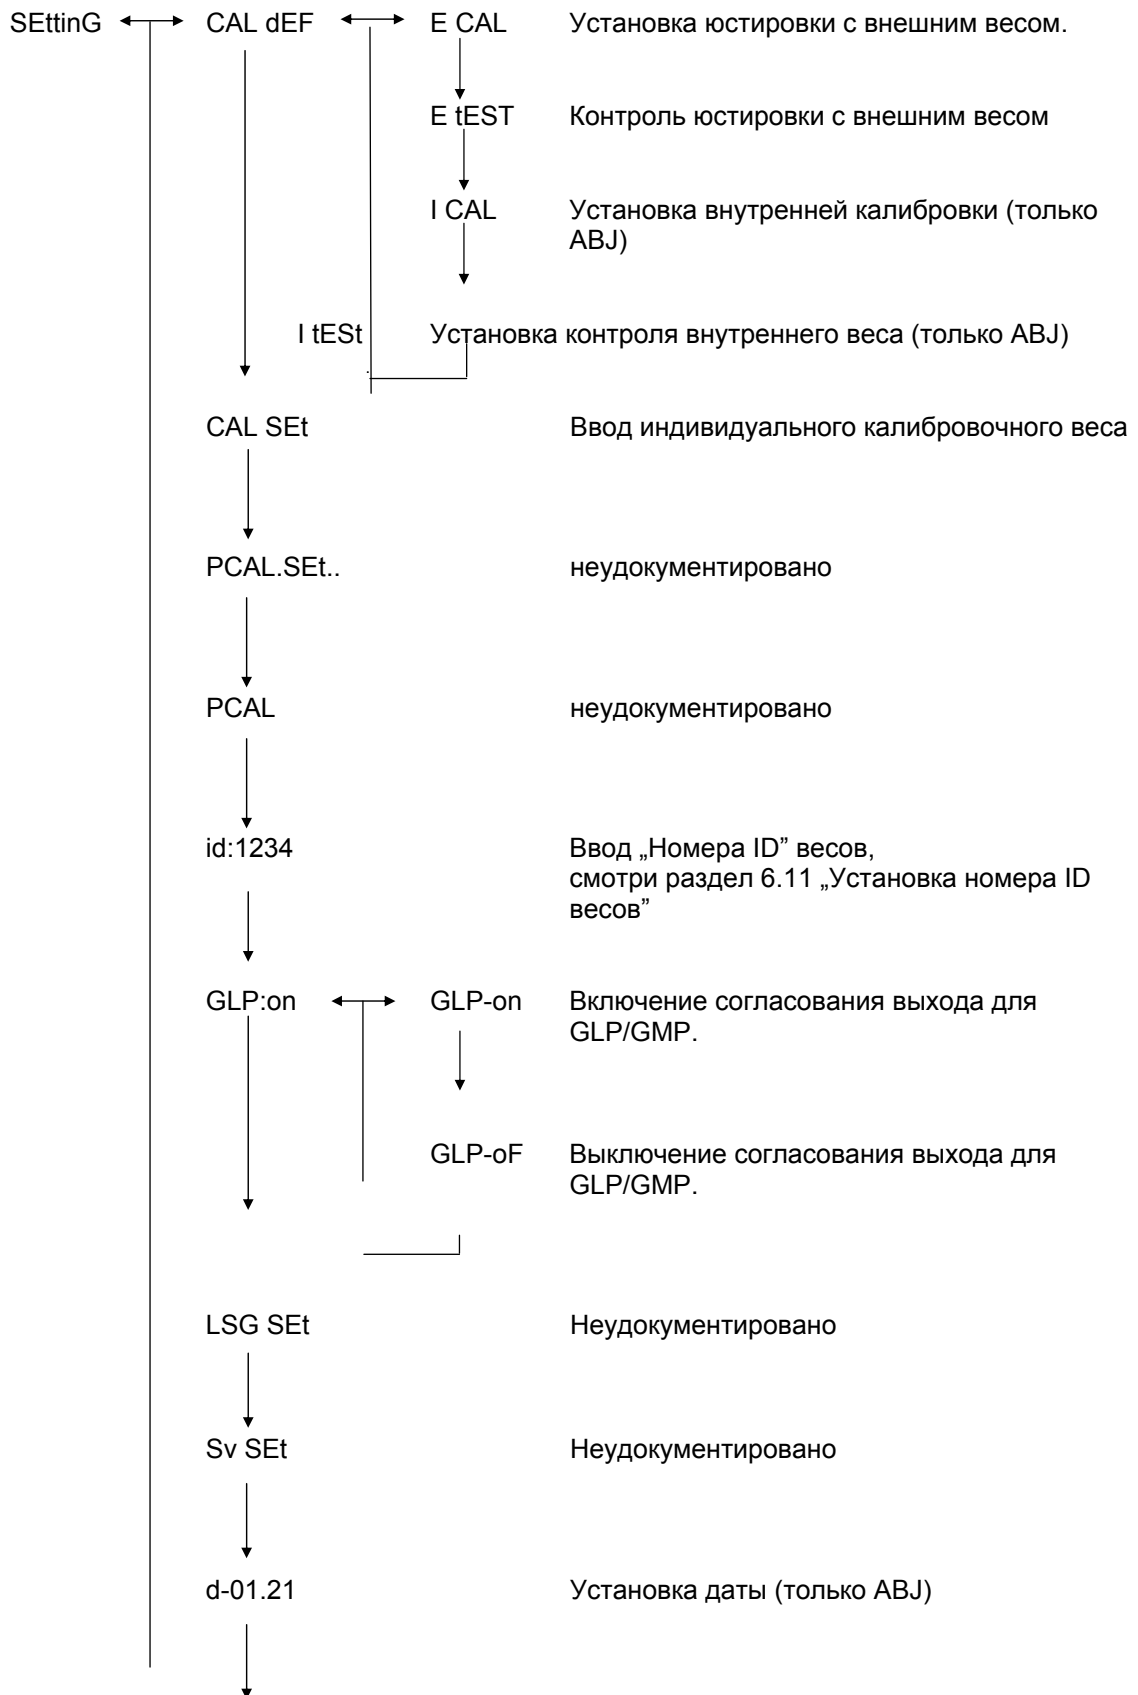 SEttinG CAL dEF E CAL Установка юстировки с внешним весом.
E tEST Контроль юстировки с внешним весом
I CAL Установка внутренней калибровки (только
ABJ)
I tESt Установка контроля внутреннего веса (только ABJ)
CAL SEt Ввод индивидуального калибровочного веса
PCAL.SEt.. неудокументировано
PCAL неудокументировано
id:1234 Ввод „Номера ID” весов,
смотри раздел 6.11 „Установка номера ID
весов”
GLP:on GLP-on Включение согласования выхода для
GLP/GMP.
GLP-oF Выключение согласования выхода для
GLP/GMP.
LSG SEt Неудокументировано
Sv SEt Неудокументировано
d-01.21 Установка даты (только ABJ)